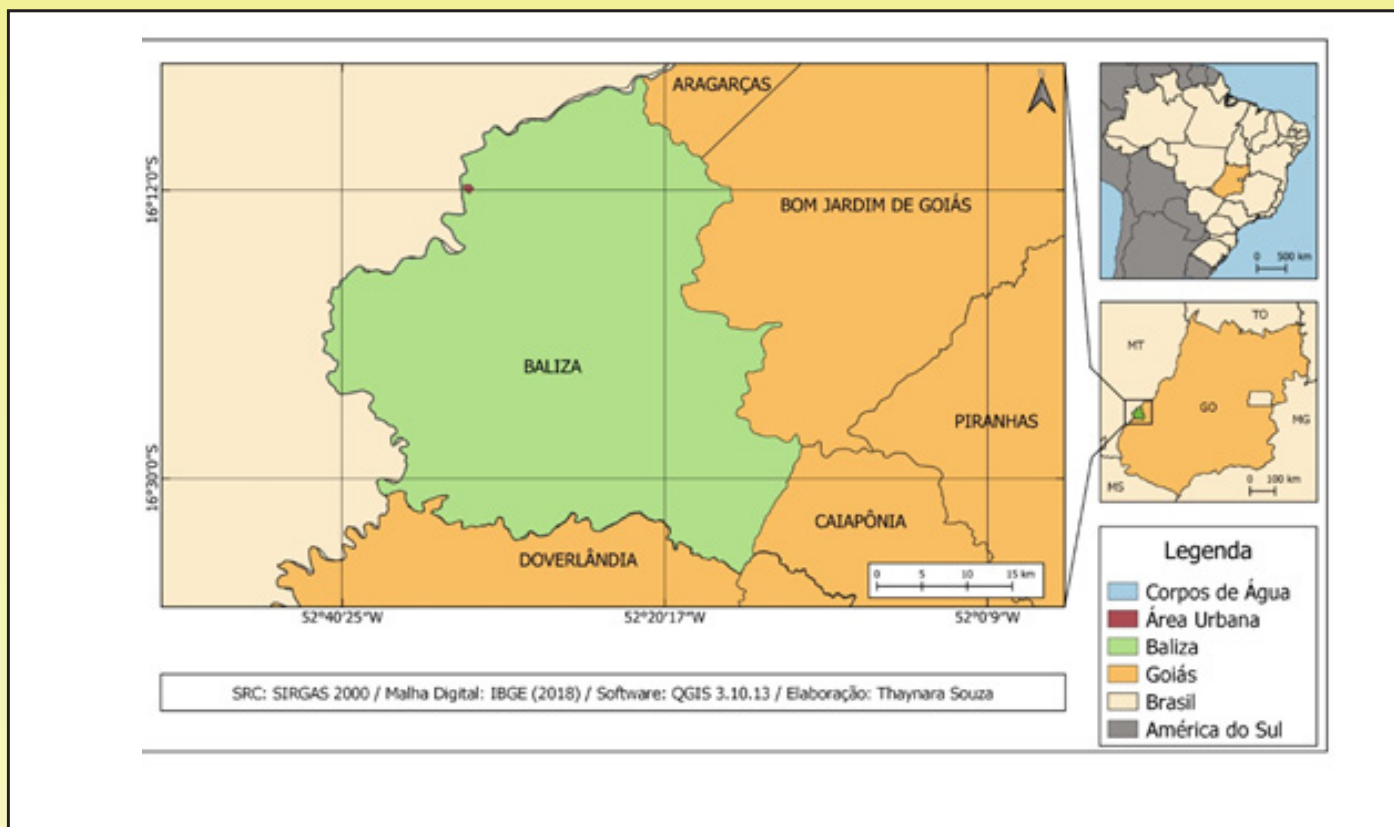 ARAGARÇAS
N
16°12'0"S
BOM JARDIM DE GOIÁS
BALIZA
PIRANHAS
16°30'0"S
CAIAPÔNIA
DOVERLÂNDIA
0 5 10 15 km
52°40'25"W 52°20'17"W 52°0'9"W
SRC: SIRGAS 2000 / Malha Digital: IBGE (2018) / Software: QGIS 3.10.13 / Elaboração: Thaynara Souza
0 500 km
TO
MT
GO
MG
MS
0 100 km
Legenda
Corpos de Água
Área Urbana
Baliza
Goiás
Brasil
América do Sul